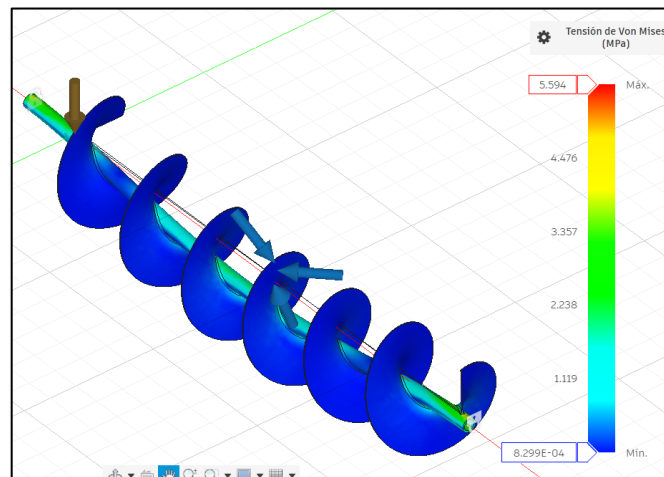 Tensión de Von Mises
(MPa)
5.594
Máx.
4.476
3.357
2.238
1.119
8.299E-04
Mín.